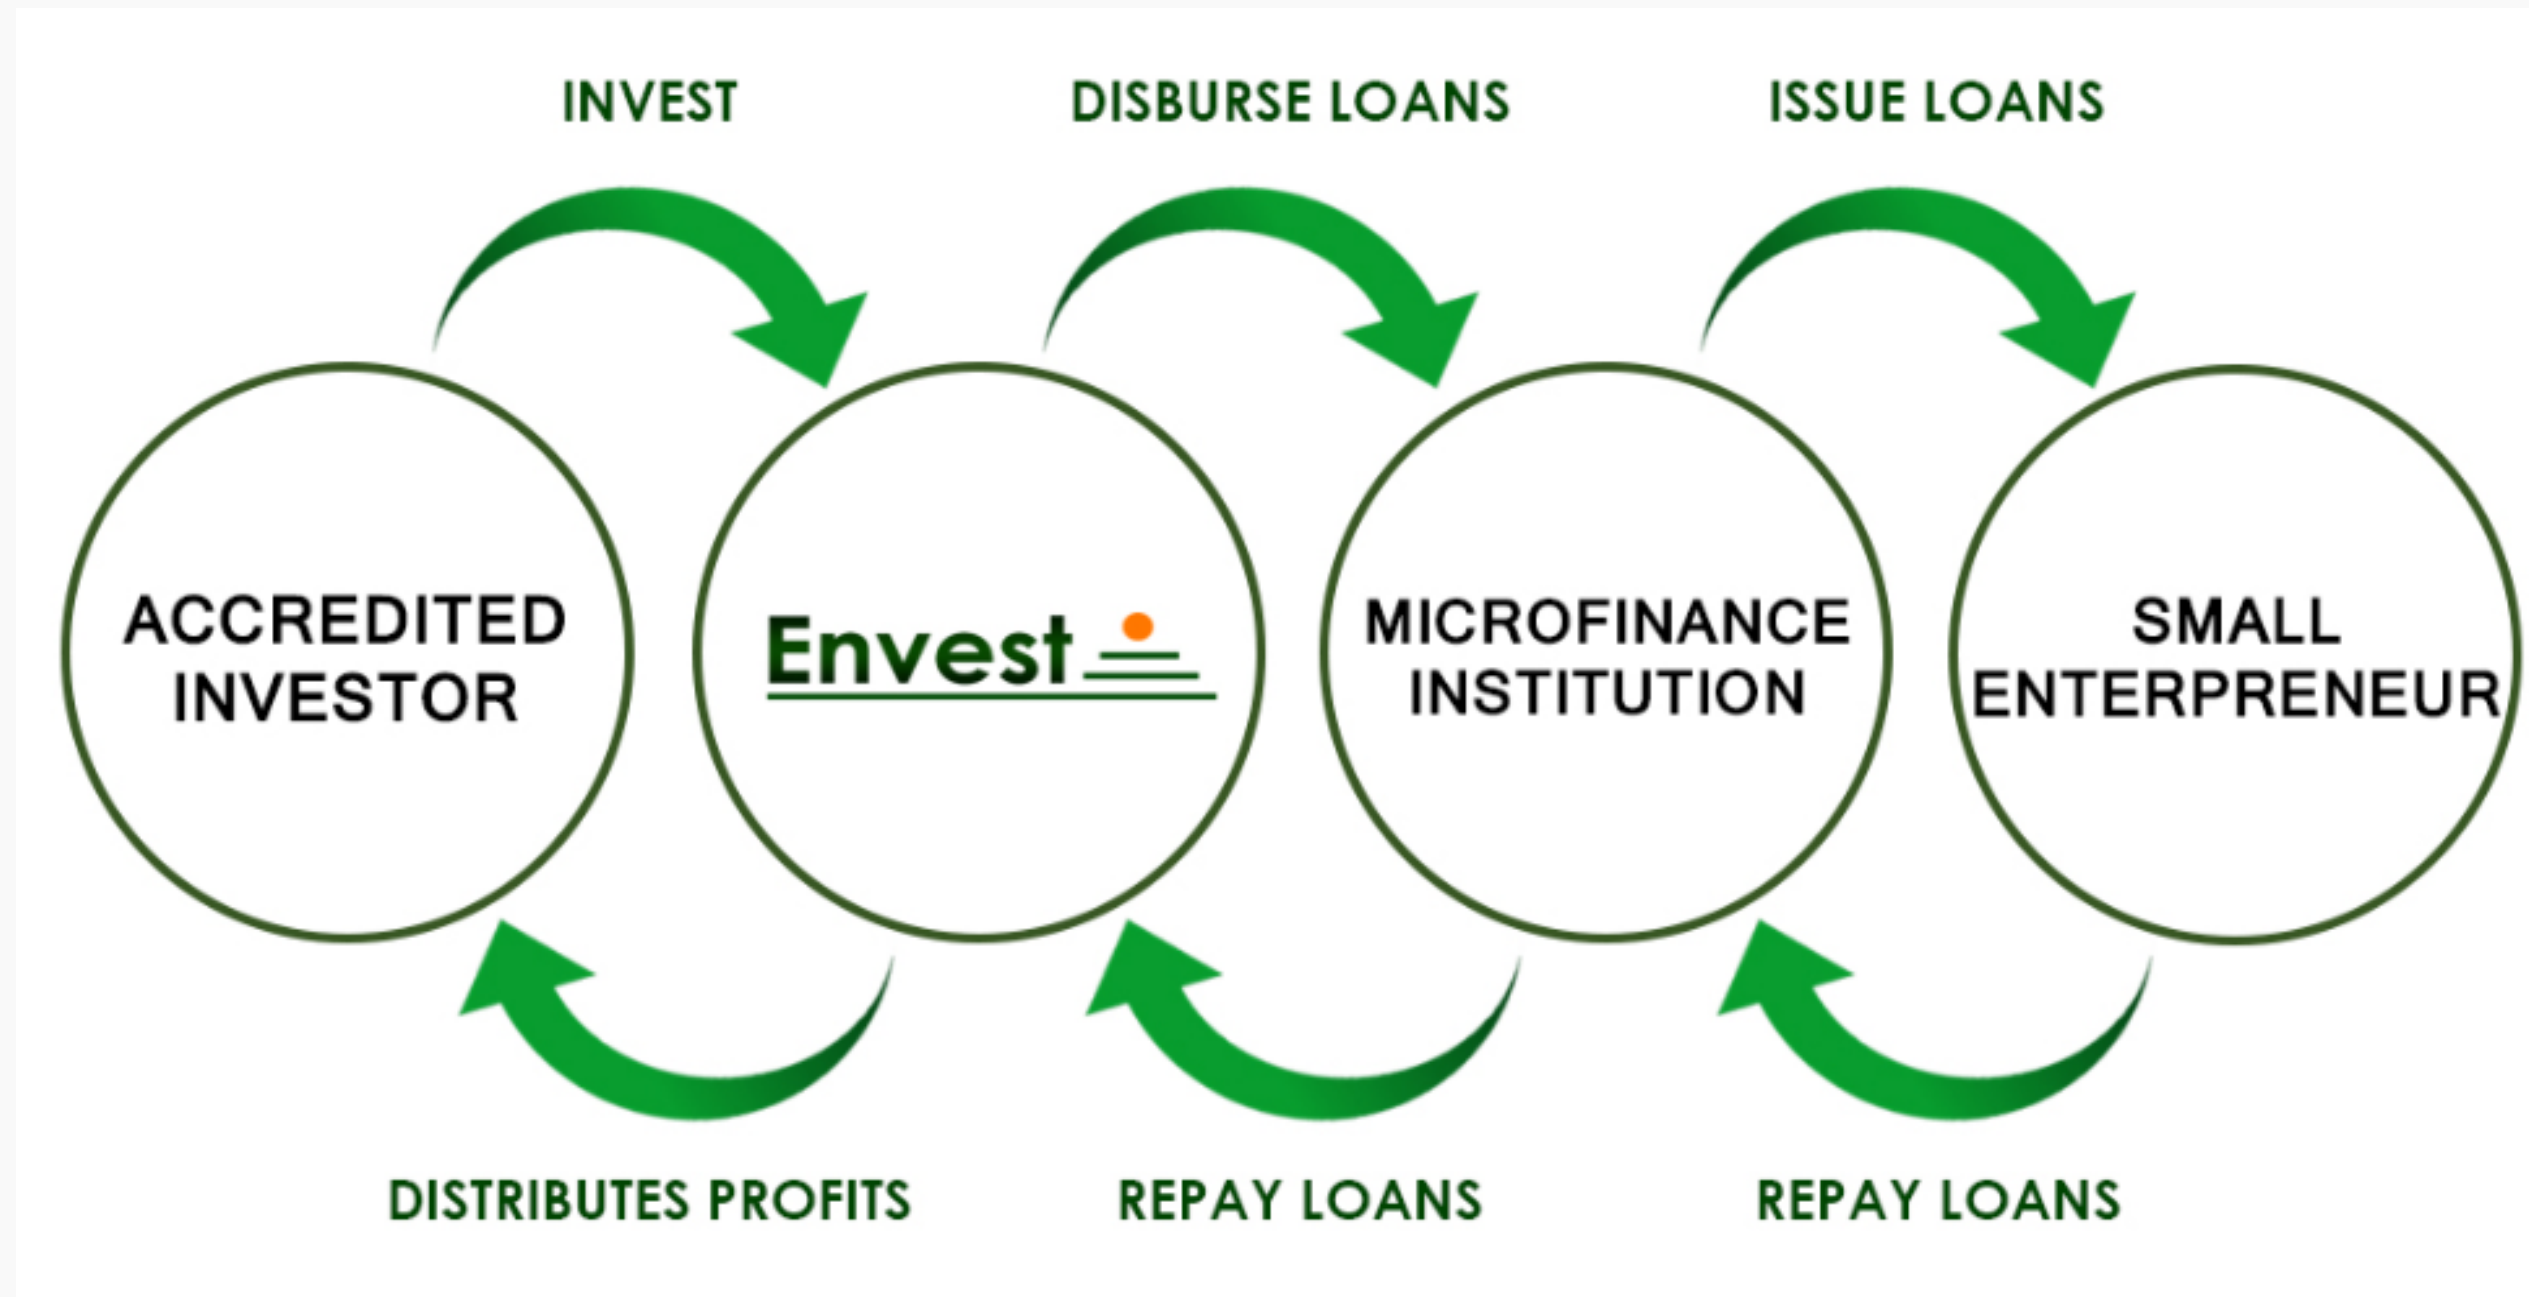 INVEST
DISBURSE LOANS
ISSUE LOANS
ACCREDITED
INVESTOR
Envest
MICROFINANCE
INSTITUTION
SMALL
ENTERPRENEUR
DISTRIBUTES PROFITS
REPAY LOANS
REPAY LOANS